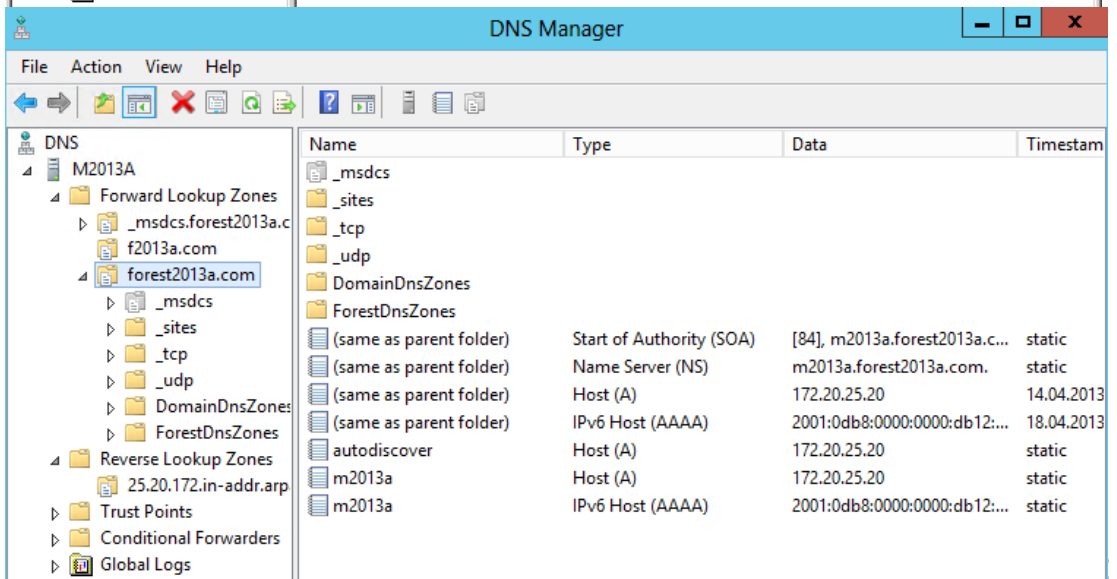 DNS Manager
File Action View Help
DNS
M2013A
Forward Lookup Zones
_msdcs.forest2013a.c
f2013a.com
forest2013a.com
_msdcs
_sites
_tcp
_udp
DomainDnsZones
ForestDnsZones
Reverse Lookup Zones
25.20.172.in-addr.arp
Trust Points
Conditional Forwarders
Global Logs
Name Type Data Timestam
_msdcs
_sites
_tcp
_udp
DomainDnsZones
ForestDnsZones
(same as parent folder) Start of Authority (SOA) [84], m2013a.forest2013a.c... static
(same as parent folder) Name Server (NS) m2013a.forest2013a.com. static
(same as parent folder) Host (A) 172.20.25.20 14.04.2013
(same as parent folder) IPv6 Host (AAAA) 2001:0db8:0000:0000:db12:... 18.04.2013
autodiscover Host (A) 172.20.25.20 static
m2013a Host (A) 172.20.25.20 static
m2013a IPv6 Host (AAAA) 2001:0db8:0000:0000:db12:... static